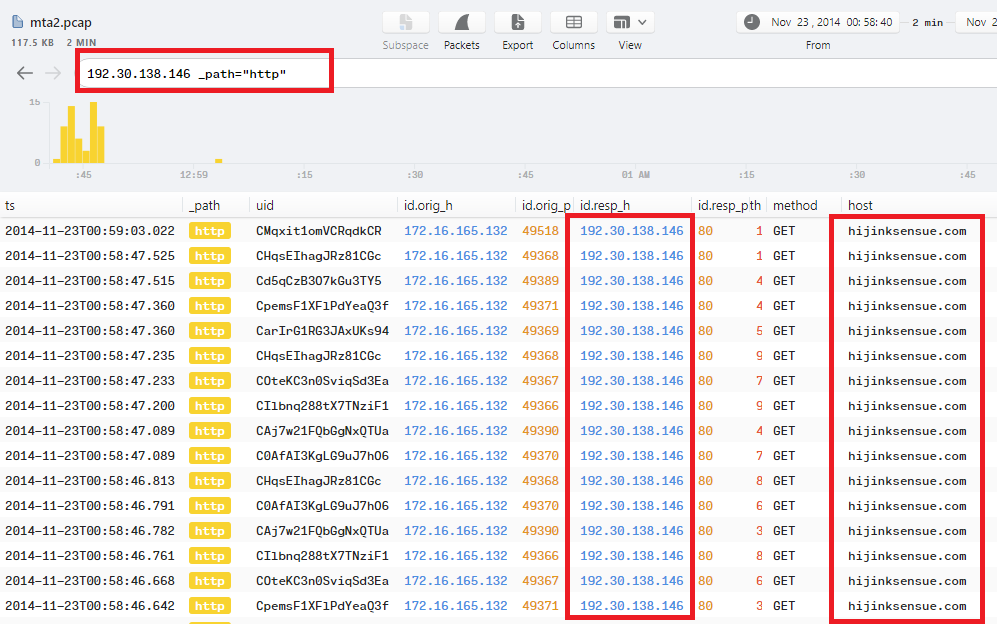 mta2.pcap
117.5 KB 2 MIN
Subspace Packets Export Columns View
Nov 23 , 2014 00:58:40 2 min Nov 2
From
192.30.138.146 _path="http"
15
0
:45 12:59 :15 :30 :45 01 AM :15 :30 :45
ts _path uid id.orig_h id.orig_p id.resp_h id.resp_pth method host
2014-11-23T00:59:03.022 http CMqxit1omVCRqdkCR 172.16.165.132 49518 192.30.138.146 80 1 GET hijinksensue.com
2014-11-23T00:58:47.525 http CHqsEIhagJRz81CGc 172.16.165.132 49368 192.30.138.146 80 1 GET hijinksensue.com
2014-11-23T00:58:47.515 http Cd5qCzB3O7kGu3TY5 172.16.165.132 49389 192.30.138.146 80 4 GET hijinksensue.com
2014-11-23T00:58:47.360 http CpemsF1XFlPdYeaQ3f 172.16.165.132 49371 192.30.138.146 80 4 GET hijinksensue.com
2014-11-23T00:58:47.360 http CarIrG1RG3JAxUKs94 172.16.165.132 49369 192.30.138.146 80 5 GET hijinksensue.com
2014-11-23T00:58:47.235 http CHqsEIhagJRz81CGc 172.16.165.132 49368 192.30.138.146 80 9 GET hijinksensue.com
2014-11-23T00:58:47.233 http COteKC3n0SviqSd3Ea 172.16.165.132 49367 192.30.138.146 80 7 GET hijinksensue.com
2014-11-23T00:58:47.200 http CIlbnq288tX7TNziF1 172.16.165.132 49366 192.30.138.146 80 9 GET hijinksensue.com
2014-11-23T00:58:47.089 http CAj7w21FQbGgNxQTUa 172.16.165.132 49390 192.30.138.146 80 4 GET hijinksensue.com
2014-11-23T00:58:47.089 http C0AfAI3KgLG9uJ7hO6 172.16.165.132 49370 192.30.138.146 80 7 GET hijinksensue.com
2014-11-23T00:58:46.813 http CHqsEIhagJRz81CGc 172.16.165.132 49368 192.30.138.146 80 8 GET hijinksensue.com
2014-11-23T00:58:46.791 http C0AfAI3KgLG9uJ7hO6 172.16.165.132 49370 192.30.138.146 80 6 GET hijinksensue.com
2014-11-23T00:58:46.782 http CAj7w21FQbGgNxQTUa 172.16.165.132 49390 192.30.138.146 80 3 GET hijinksensue.com
2014-11-23T00:58:46.761 http CIlbnq288tX7TNziF1 172.16.165.132 49366 192.30.138.146 80 8 GET hijinksensue.com
2014-11-23T00:58:46.668 http COteKC3n0SviqSd3Ea 172.16.165.132 49367 192.30.138.146 80 6 GET hijinksensue.com
2014-11-23T00:58:46.642 http CpemsF1XFlPdYeaQ3f 172.16.165.132 49371 192.30.138.146 80 3 GET hijinksensue.com